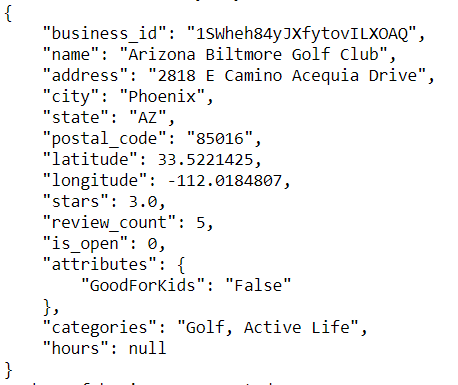 {
    "business_id": "1SWheh84yJXfytovILXOAQ",
    "name": "Arizona Biltmore Golf Club",
    "address": "2818 E Camino Acequia Drive",
    "city": "Phoenix",
    "state": "AZ",
    "postal_code": "85016",
    "latitude": 33.5221425,
    "longitude": -112.0184807,
    "stars": 3.0,
    "review_count": 5,
    "is_open": 0,
    "attributes": {
        "GoodForKids": "False"
    },
    "categories": "Golf, Active Life",
    "hours": null
}